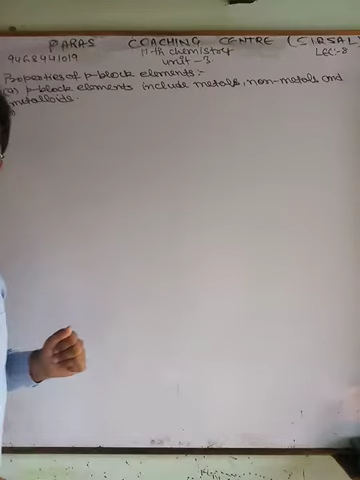 PARAS COACHING CENTRE (SIRSAL)
9468441019 11-th chemistry LEC:-8
unit-3
Properties of p-block elements:-
(a) p-block elements include metals, non-metals and
metalloids.